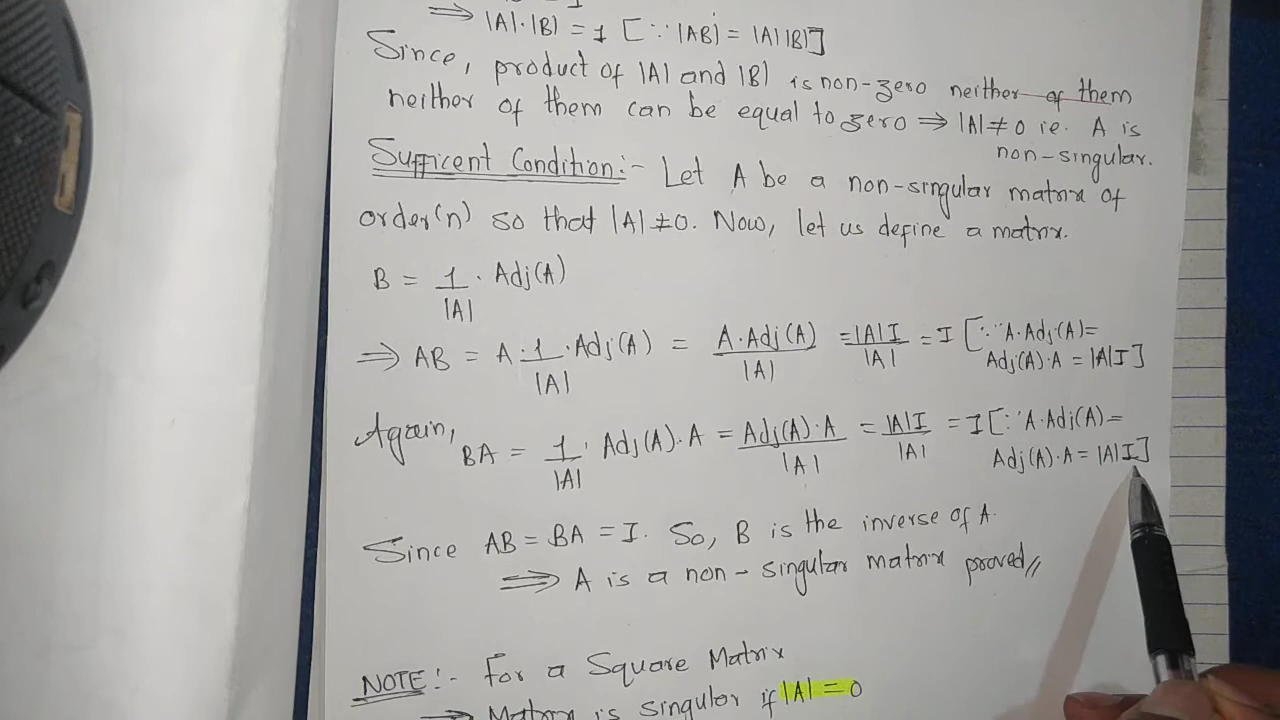 ⇒ |A|·|B| = I [∵ |AB| = |A||B|]
Since, product of |A| and |B| is non-zero neither of them
neither of them can be equal to zero ⇒ |A| ≠ 0 ie. A is
non-singular.
Sufficent Condition:- Let A be a non-singular matrix of
order(n) so that |A| ≠ 0. Now, let us define a matrix.
B = 1/|A| · Adj(A)
⇒ AB = A · 1/|A| · Adj(A) = A·Adj(A)/|A| = |A|I/|A| = I [∵ A·Adj(A) =
Adj(A)·A = |A|I]
Again,
BA = 1/|A| · Adj(A)·A = Adj(A)·A/|A| = |A|I/|A| = I [∵ A·Adj(A) =
Adj(A)·A = |A|I]
Since AB = BA = I. So, B is the inverse of A.
⇒ A is a non-singular matrix proved//
NOTE:- For a Square Matrix
⇒ Matrix is singular if |A| = 0